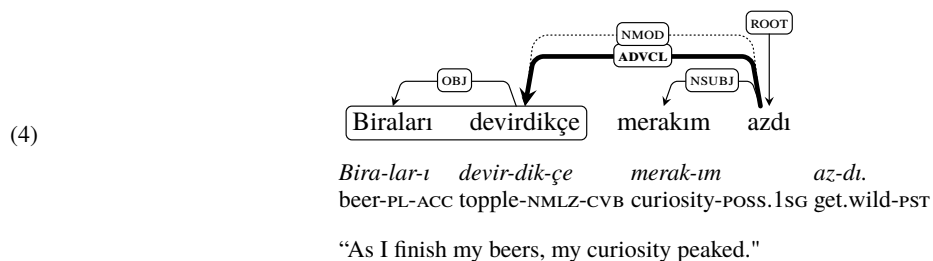 ROOT
NMOD
ADVCL
OBJ
NSUBJ
Biraları devirdikçe merakım azdı
(4)
Bira-lar-ı devir-dik-çe merak-ım az-dı.
beer-PL-ACC topple-NMLZ-CVB curiosity-POSS.1SG get.wild-PST
“As I finish my beers, my curiosity peaked."